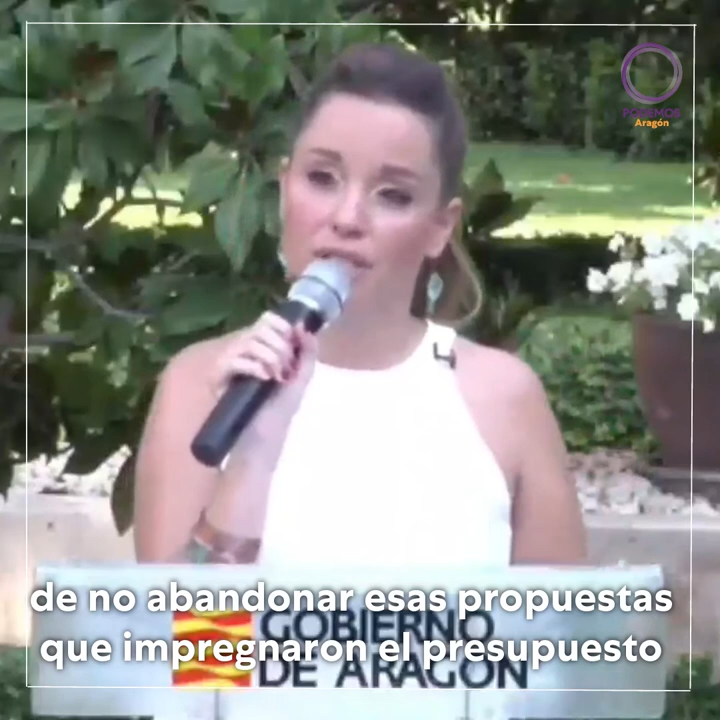 PODEMOS
Aragón
de no abandonar esas propuestas
que impregnaron el presupuesto
GOBIERNO
DE ARAGÓN